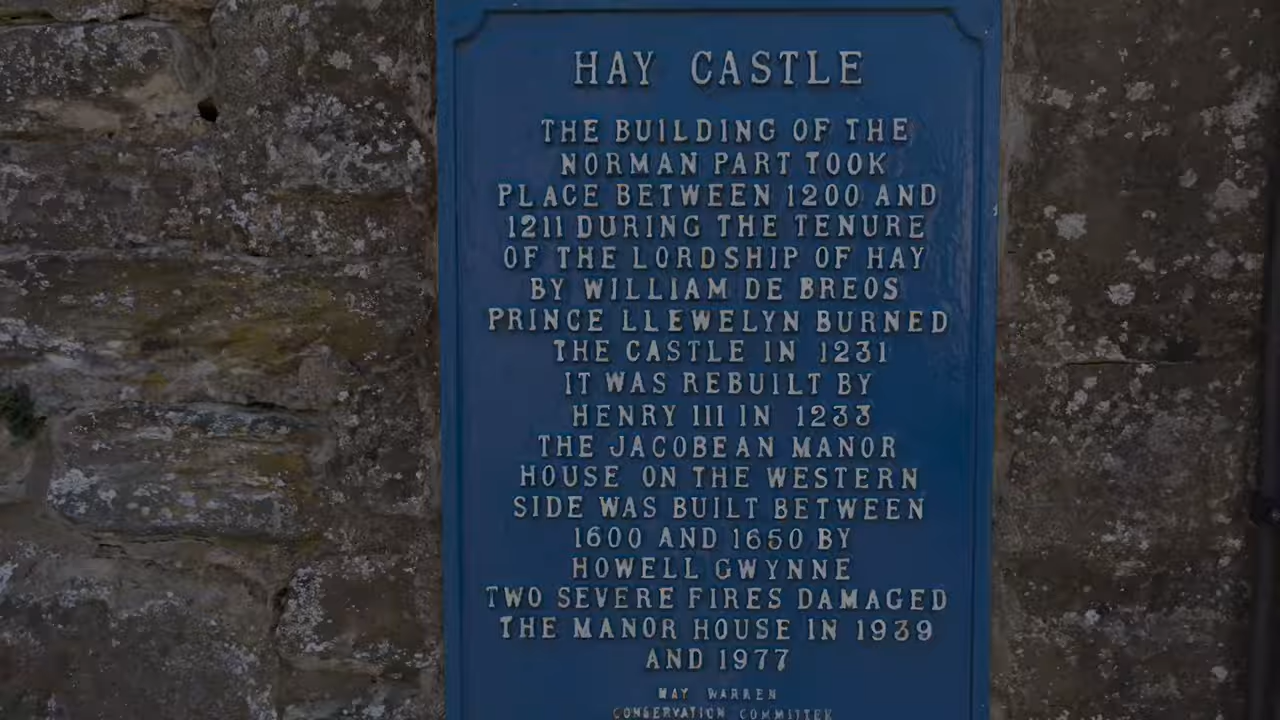 HAY CASTLE
THE BUILDING OF THE
NORMAN PART TOOK
PLACE BETWEEN 1200 AND
1211 DURING THE TENURE
OF THE LORDSHIP OF HAY
BY WILLIAM DE BREOS
PRINCE LLEWELYN BURNED
THE CASTLE IN 1231
IT WAS REBUILT BY
HENRY III IN 1233
THE JACOBEAN MANOR
HOUSE ON THE WESTERN
SIDE WAS BUILT BETWEEN
1600 AND 1650 BY
HOWELL GWYNNE
TWO SEVERE FIRES DAMAGED
THE MANOR HOUSE IN 1939
AND 1977
HAY WARREN
CONSERVATION COMMITTEE